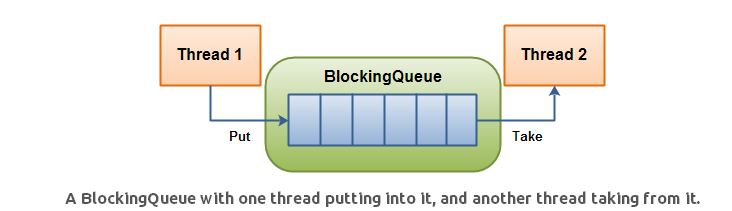 Thread 1
Thread 2
BlockingQueue
Put
Take
A BlockingQueue with one thread putting into it, and another thread taking from it.